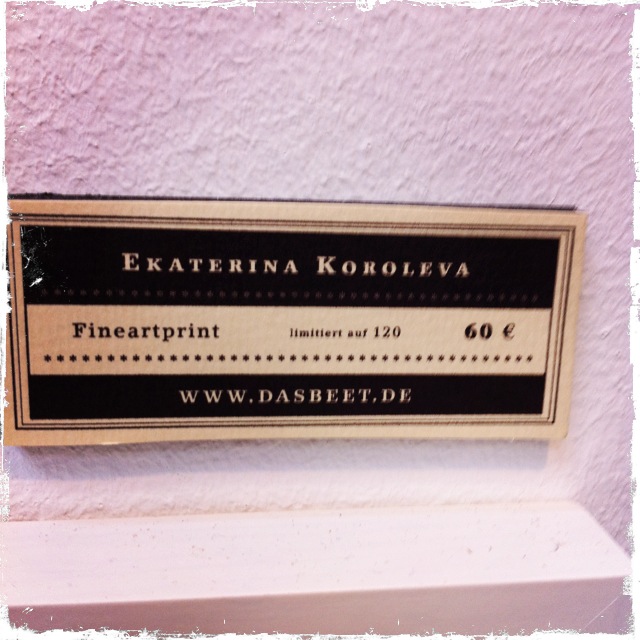 EKATERINA KOROLEVA
Fineartprint limitiert auf 120 60 €
WWW.DASBEET.DE